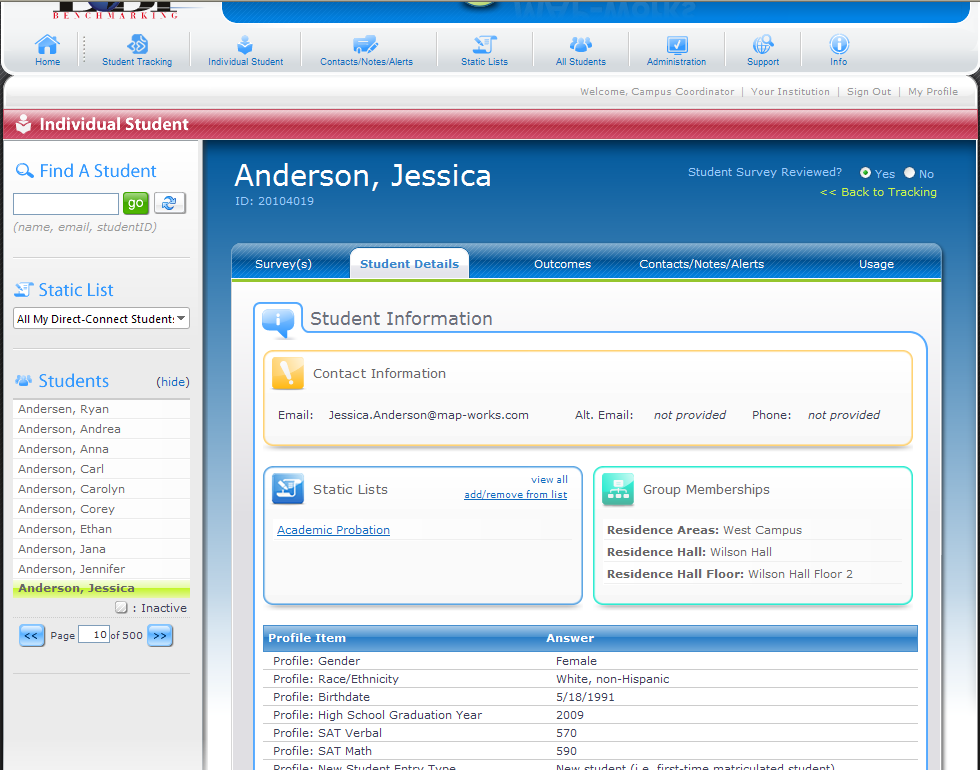 BENCHMARKING
Home
Student Tracking
Individual Student
Contacts/Notes/Alerts
Static Lists
All Students
Administration
Support
Info
Welcome, Campus Coordinator | Your Institution | Sign Out | My Profile
Individual Student
Find A Student
go
(name, email, studentID)
Static List
All My Direct-Connect Students
Students (hide)
Andersen, Ryan
Anderson, Andrea
Anderson, Anna
Anderson, Carl
Anderson, Carolyn
Anderson, Corey
Anderson, Ethan
Anderson, Jana
Anderson, Jennifer
Anderson, Jessica
: Inactive
<< Page 10 of 500 >>
Anderson, Jessica
ID: 20104019
Student Survey Reviewed? Yes No
<< Back to Tracking
Survey(s)
Student Details
Outcomes
Contacts/Notes/Alerts
Usage
Student Information
Contact Information
Email: Jessica.Anderson@map-works.com Alt. Email: not provided Phone: not provided
Static Lists
view all
add/remove from list
Academic Probation
Group Memberships
Residence Areas: West Campus
Residence Hall: Wilson Hall
Residence Hall Floor: Wilson Hall Floor 2
Profile Item Answer
Profile: Gender Female
Profile: Race/Ethnicity White, non-Hispanic
Profile: Birthdate 5/18/1991
Profile: High School Graduation Year 2009
Profile: SAT Verbal 570
Profile: SAT Math 590
Profile: New Student Entry Type New student (i.e. first-time matriculated student)